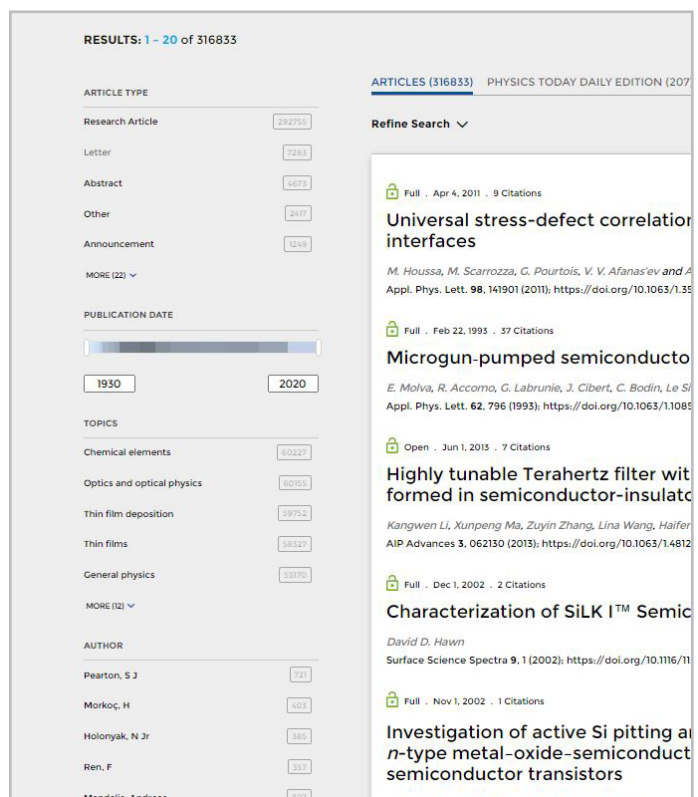 RESULTS: 1 – 20 of 316833
ARTICLE TYPE
Research Article 292755
Letter 7283
Abstract 4673
Other 2417
Announcement 1249
MORE (22)
PUBLICATION DATE
1930 2020
TOPICS
Chemical elements 60227
Optics and optical physics 60155
Thin film deposition 59752
Thin films 58327
General physics 55170
MORE (12)
AUTHOR
Pearton, S J 721
Morkoç, H 403
Holonyak, N Jr 385
Ren, F 357
ARTICLES (316833) PHYSICS TODAY DAILY EDITION (207)
Refine Search
Full . Apr 4, 2011 . 9 Citations
Universal stress-defect correlation
interfaces
M. Houssa, M. Scarrozza, G. Pourtois, V. V. Afanas'ev and A
Appl. Phys. Lett. 98, 141901 (2011); https://doi.org/10.1063/1.35
Full . Feb 22, 1993 . 37 Citations
Microgun-pumped semiconducto
E. Molva, R. Accomo, G. Labrunie, J. Cibert, C. Bodin, Le Si
Appl. Phys. Lett. 62, 796 (1993); https://doi.org/10.1063/1.1085
Open . Jun 1, 2013 . 7 Citations
Highly tunable Terahertz filter wit
formed in semiconductor-insulato
Kangwen Li, Xunpeng Ma, Zuyin Zhang, Lina Wang, Haifer
AIP Advances 3, 062130 (2013); https://doi.org/10.1063/1.4812
Full . Dec 1, 2002 . 2 Citations
Characterization of SiLK I™ Semic
David D. Hawn
Surface Science Spectra 9, 1 (2002); https://doi.org/10.1116/11
Full . Nov 1, 2002 . 1 Citations
Investigation of active Si pitting a
n-type metal–oxide–semiconduct
semiconductor transistors